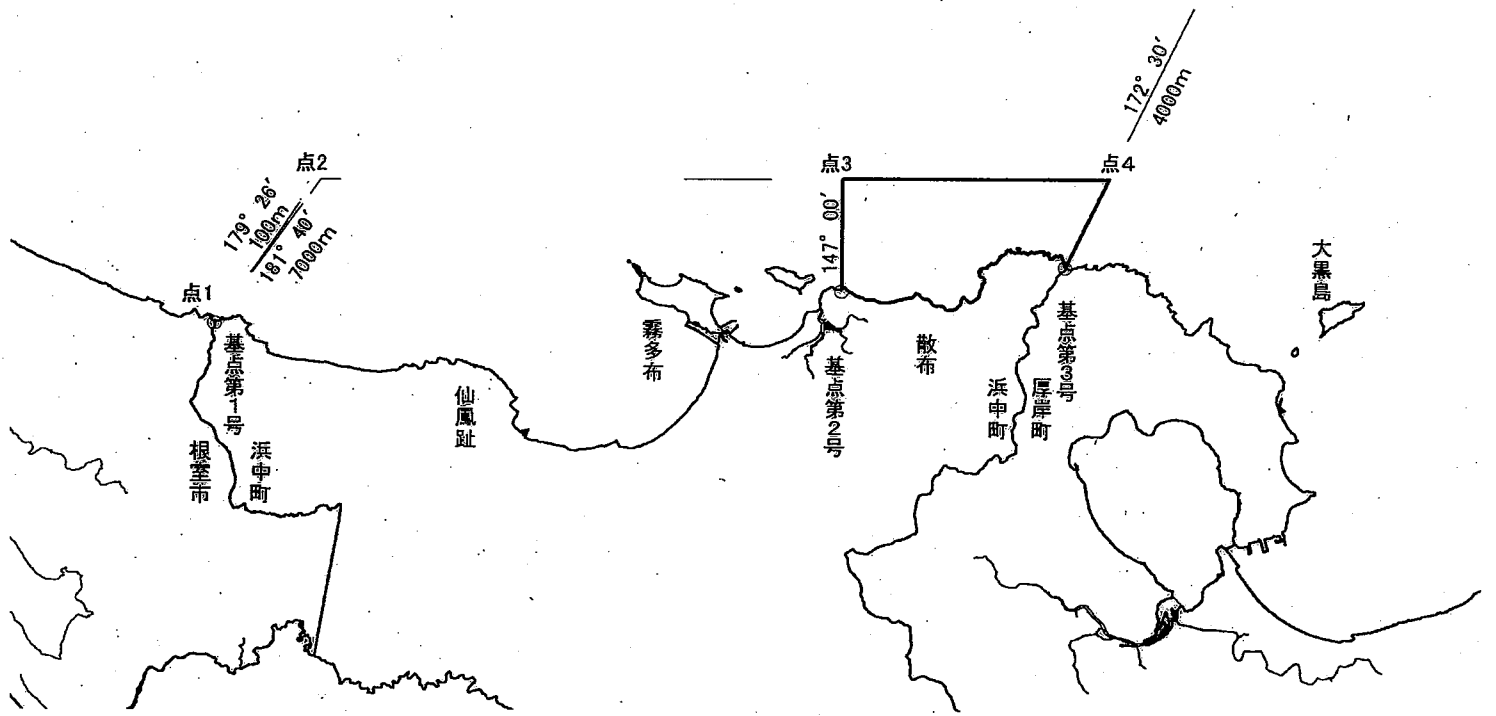 172° 30′
4000m
点2
点3
点4
179° 26′
100m
181° 40′
7000m
147° 00′
点1
基点第1号
根室市
浜中町
仙鳳趾
霧多布
基点第2号
散布
基点第3号
浜中町
厚岸町
大黒島